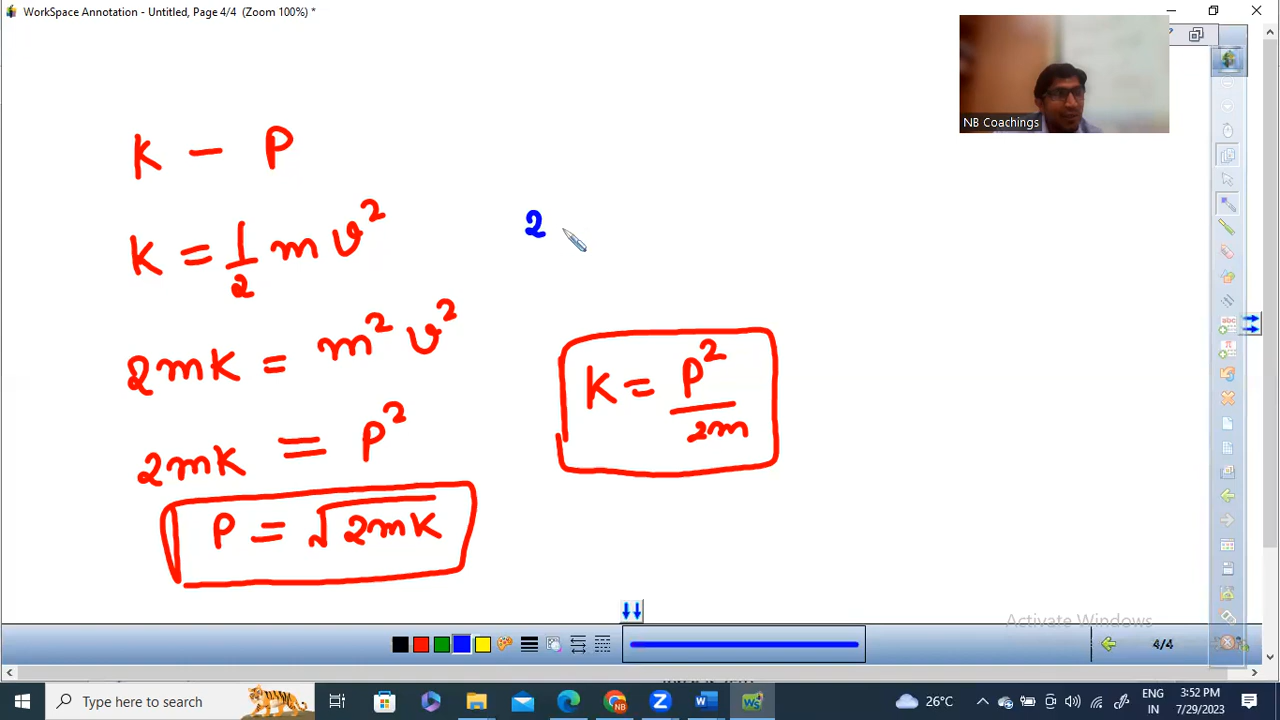 WorkSpace Annotation - Untitled, Page 4/4 (Zoom 100%) *
NB Coachings
K - P
K = 1/2 m v²
2
2mK = m² v²
K = P²/2m
2mK = P²
P = √2mK
Activate Windows
4/4
Type here to search
26°C
ENG
IN
3:52 PM
7/29/2023